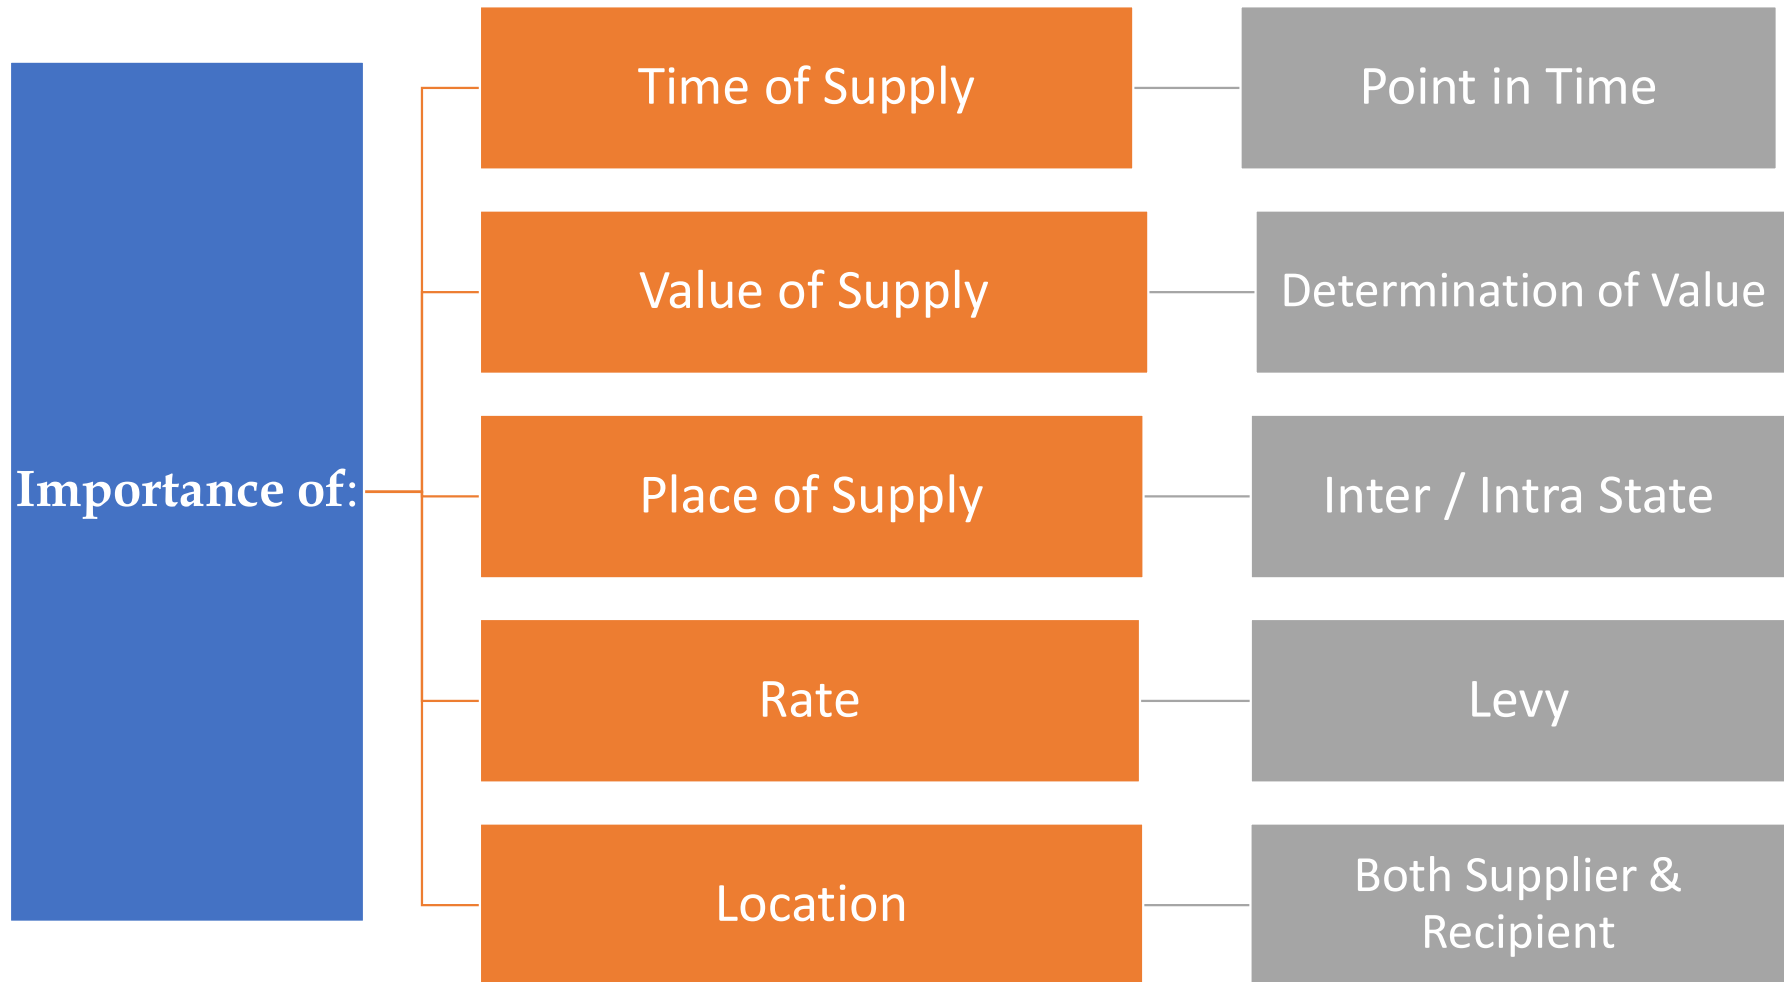 Importance of:
Time of Supply
Point in Time
Value of Supply
Determination of Value
Place of Supply
Inter / Intra State
Rate
Levy
Location
Both Supplier &
Recipient